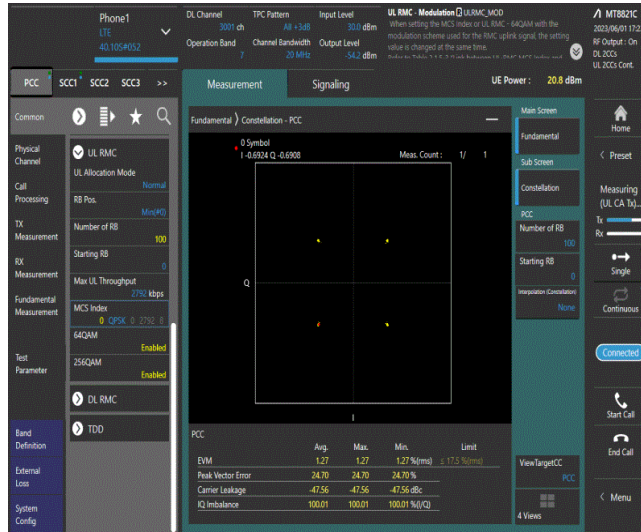 Phone1
LTE
40.10S#052
DL Channel
3001 ch
TPC Pattern
All +3dB
Input Level
30.0 dBm
Operation Band
7
Channel Bandwidth
20 MHz
Output Level
-54.2 dBm
UL RMC - Modulation ULRMC_MOD
When setting the MCS Index or UL RMC - 64QAM with the
modulation scheme used for the RMC uplink signal, the setting
value is changed at the same time.
MT8821C
2023/06/01 17:2
RF Output : On
DL 2CCs
UL 2CCs Cont.
PCC
SCC1
SCC2
SCC3
>>
Measurement
Signaling
UE Power : 20.8 dBm
Common
Physical
Channel
Call
Processing
TX
Measurement
RX
Measurement
Fundamental
Measurement
Test
Parameter
Band
Definition
External
Loss
System
Config
UL RMC
UL Allocation Mode
Normal
RB Pos.
Min(#0)
Number of RB
100
Starting RB
0
Max UL Throughput
2792 kbps
MCS Index
0 QPSK 0 2792 0
64QAM
Enabled
256QAM
Enabled
DL RMC
TDD
Fundamental 〉 Constellation - PCC
0 Symbol
I -0.6924 Q -0.6908
Meas. Count : 1/ 1
Q
I
PCC
Avg. Max. Min. Limit
EVM 1.27 1.27 1.27 %(rms) ≤ 17.5 %(rms)
Peak Vector Error 24.70 24.70 24.70 %
Carrier Leakage -47.56 -47.56 -47.56 dBc
IQ Imbalance 100.01 100.01 100.01 %(I/Q)
Main Screen
Fundamental
Sub Screen
Constellation
PCC
Number of RB
100
Starting RB
0
Interpolation (Constellation)
None
ViewTargetCC
PCC
4 Views
Home
< Preset
Measuring
(UL CA Tx)...
Tx
Rx
Single
Continuous
Connected
Start Call
End Call
< Menu